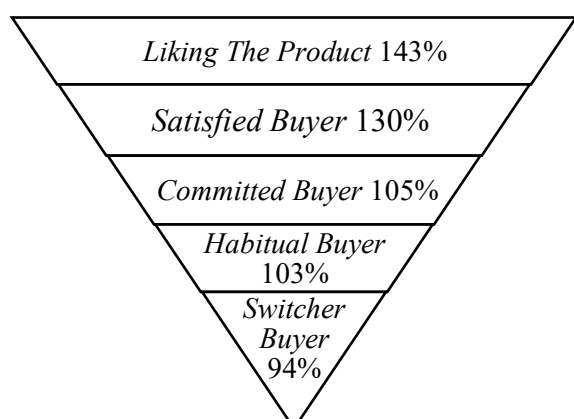 Liking The Product 143%
Satisfied Buyer 130%
Committed Buyer 105%
Habitual Buyer
103%
Switcher
Buyer
94%